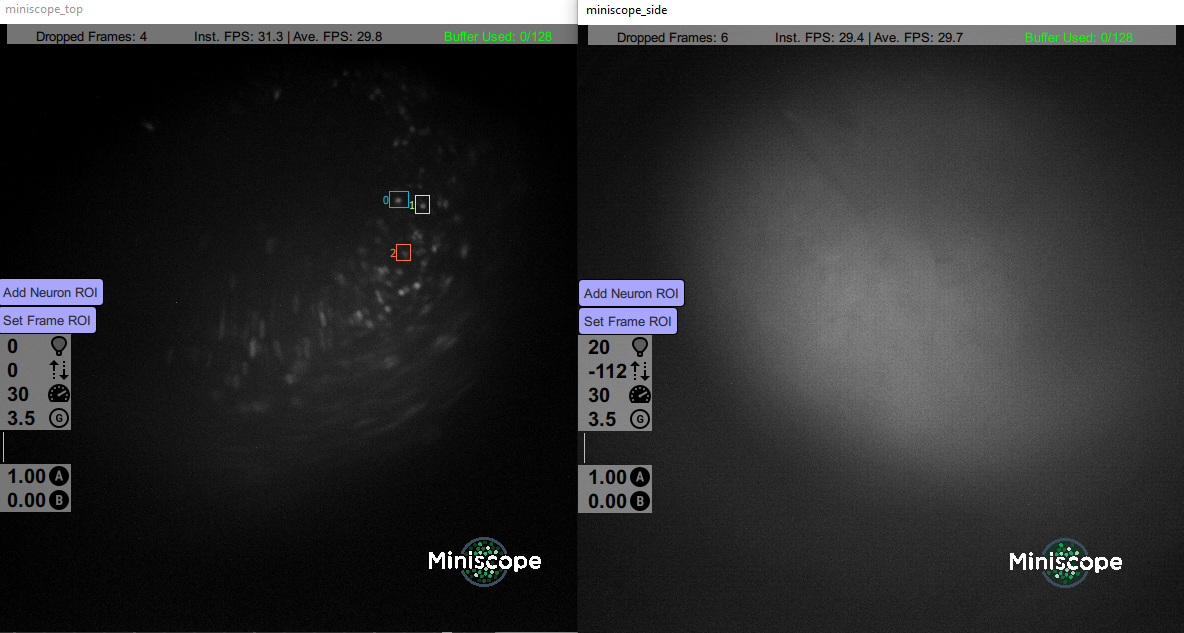 miniscope_top
Dropped Frames: 4
Inst. FPS: 31.3 | Ave. FPS: 29.8
Buffer Used: 0/128
0
1
2
Add Neuron ROI
Set Frame ROI
0
0
30
3.5 G
1.00 A
0.00 B
Miniscope
miniscope_side
Dropped Frames: 6
Inst. FPS: 29.4 | Ave. FPS: 29.7
Buffer Used: 0/128
Add Neuron ROI
Set Frame ROI
20
-112
30
3.5 G
1.00 A
0.00 B
Miniscope